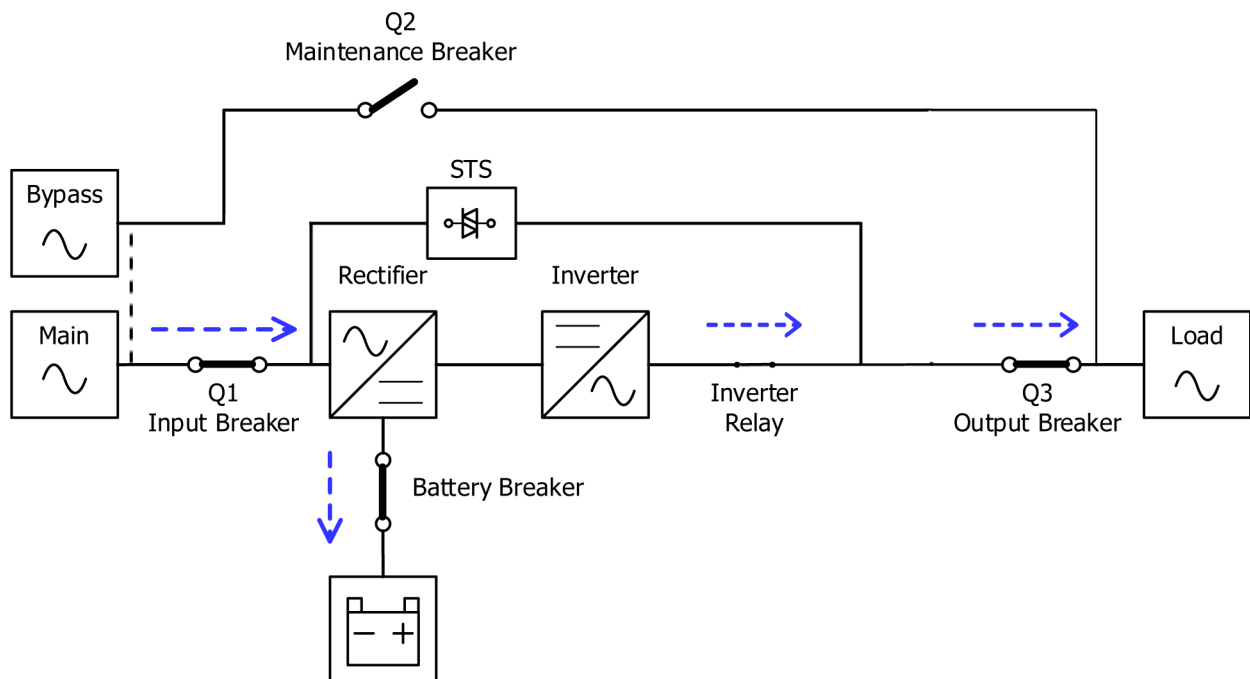 Q2
Maintenance Breaker
Bypass
STS
Rectifier
Inverter
Main
Load
Q1
Input Breaker
Inverter
Relay
Q3
Output Breaker
Battery Breaker